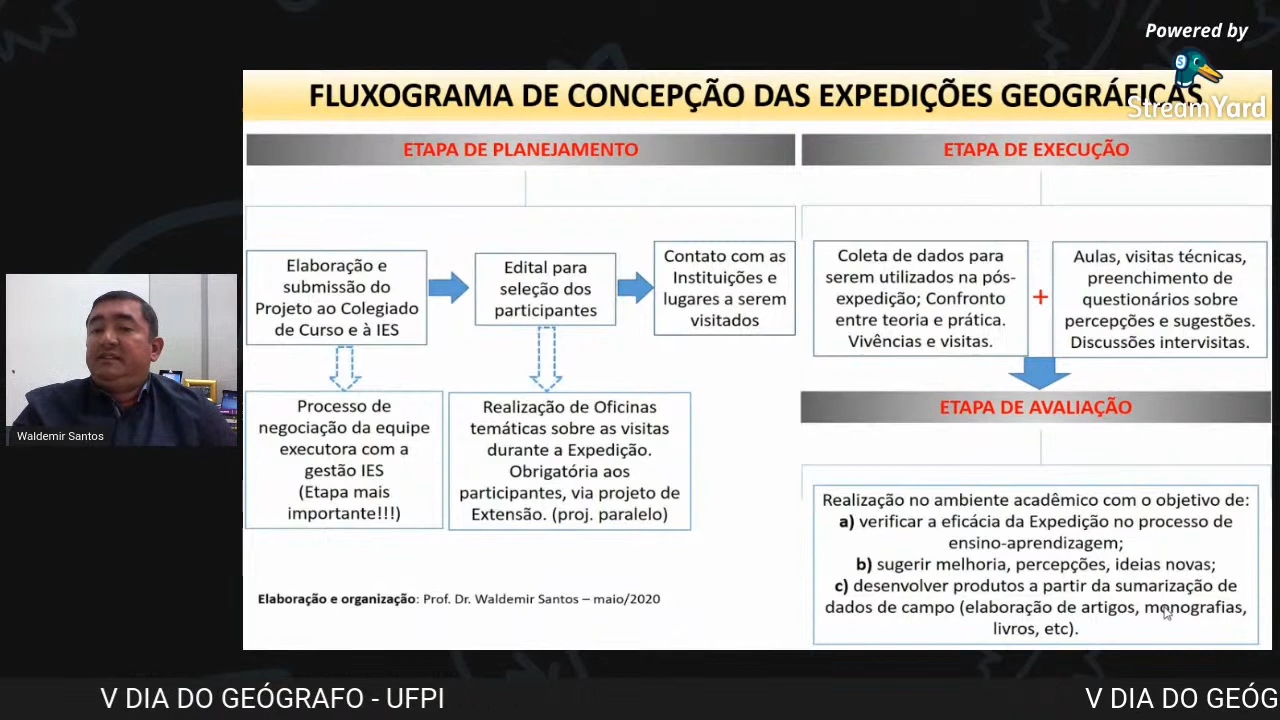 Powered by
StreamYard
FLUXOGRAMA DE CONCEPÇÃO DAS EXPEDIÇÕES GEOGRÁFICAS
ETAPA DE PLANEJAMENTO
ETAPA DE EXECUÇÃO
Elaboração e
submissão do
Projeto ao Colegiado
de Curso e à IES
Edital para
seleção dos
participantes
Contato com as
Instituições e
lugares a serem
visitados
Coleta de dados para
serem utilizados na pós-
expedição; Confronto
entre teoria e prática.
Vivências e visitas.
+
Aulas, visitas técnicas,
preenchimento de
questionários sobre
percepções e sugestões.
Discussões intervisitas.
Processo de
negociação da equipe
executora com a
gestão IES
(Etapa mais
importante!!!)
Realização de Oficinas
temáticas sobre as visitas
durante a Expedição.
Obrigatória aos
participantes, via projeto de
Extensão. (proj. paralelo)
ETAPA DE AVALIAÇÃO
Realização no ambiente acadêmico com o objetivo de:
a) verificar a eficácia da Expedição no processo de
ensino-aprendizagem;
b) sugerir melhoria, percepções, ideias novas;
c) desenvolver produtos a partir da sumarização de
dados de campo (elaboração de artigos, monografias,
livros, etc).
Elaboração e organização: Prof. Dr. Waldemir Santos – maio/2020
Waldemir Santos
V DIA DO GEÓGRAFO - UFPI
V DIA DO GEÓG